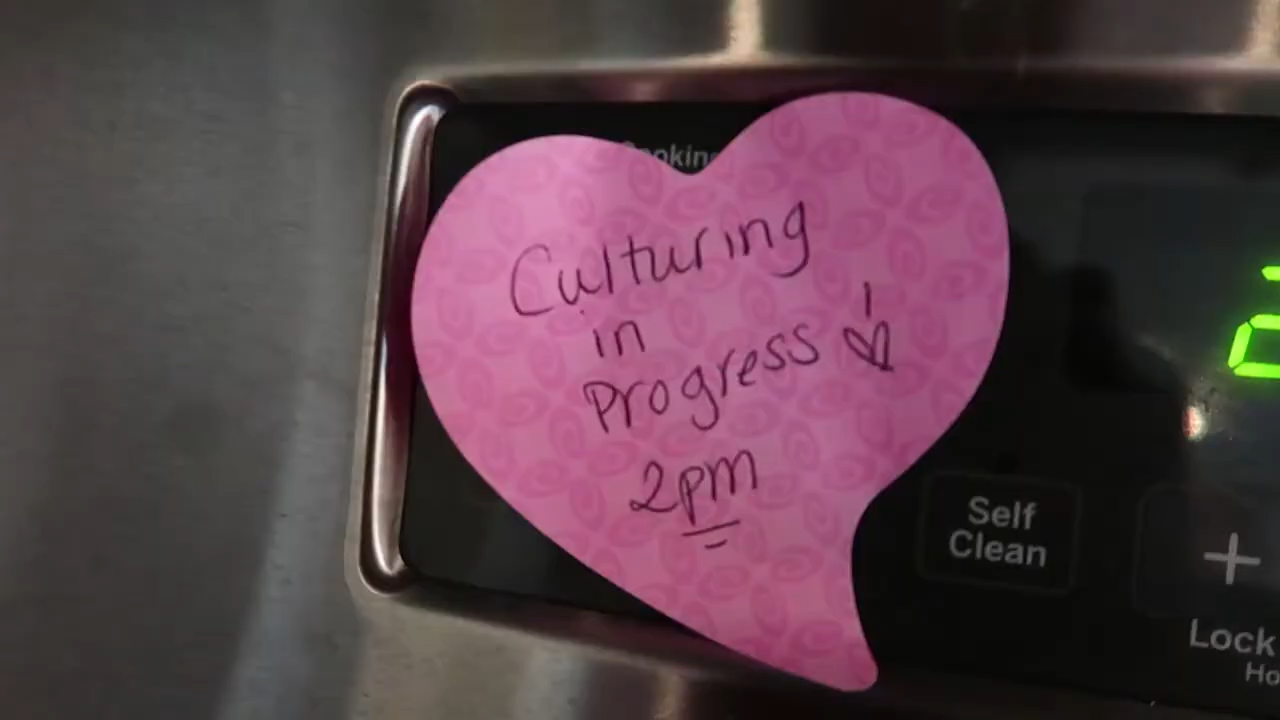 Culturing
in
Progress
2pm
Self
Clean
+
Lock